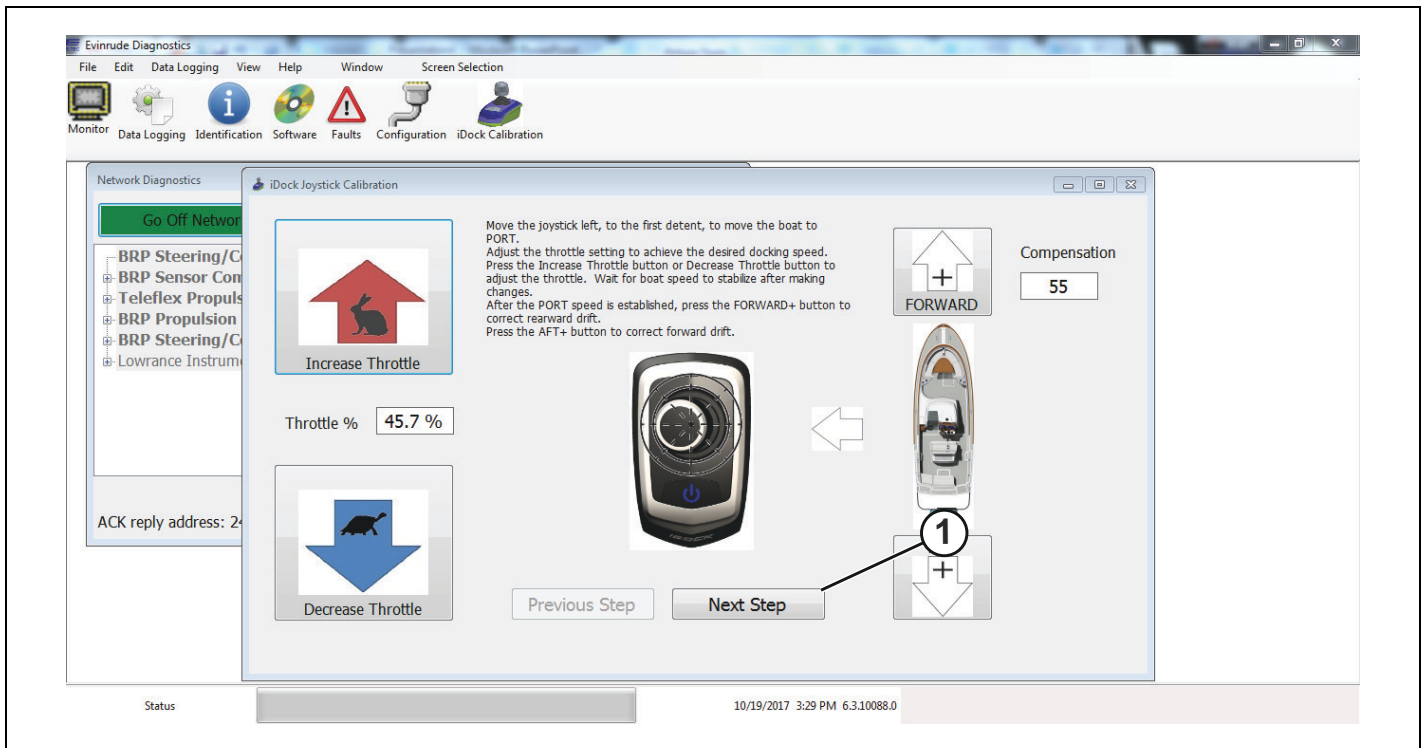 Evinrude Diagnostics
File Edit Data Logging View Help Window Screen Selection
Monitor Data Logging Identification Software Faults Configuration iDock Calibration
Network Diagnostics
iDock Joystick Calibration
Go Off Networ
BRP Steering/C
BRP Sensor Con
Teleflex Propuls
BRP Propulsion
BRP Steering/C
Lowrance Instrum
ACK reply address: 24
Increase Throttle
Throttle % 45.7 %
Decrease Throttle
Move the joystick left, to the first detent, to move the boat to
PORT.
Adjust the throttle setting to achieve the desired docking speed.
Press the Increase Throttle button or Decrease Throttle button to
adjust the throttle. Wait for boat speed to stabilize after making
changes.
After the PORT speed is established, press the FORWARD+ button to
correct rearward drift.
Press the AFT+ button to correct forward drift.
IDOCK
Previous Step Next Step
+
FORWARD
Compensation
55
1
+
Status 10/19/2017 3:29 PM 6.3.10088.0